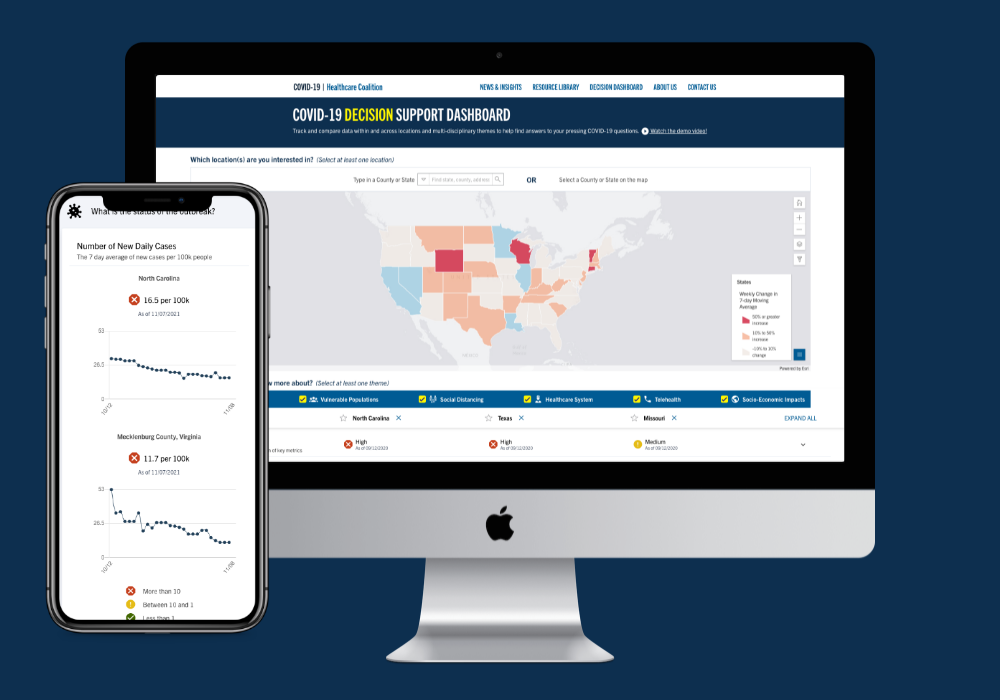 COVID-19 | Healthcare Coalition
NEWS & INSIGHTS RESOURCE LIBRARY DECISION DASHBOARD ABOUT US CONTACT US
COVID-19 DECISION SUPPORT DASHBOARD
Track and compare data within and across locations and multi-disciplinary themes to help find answers to your pressing COVID-19 questions. Watch the demo video!
Which location(s) are you interested in? (Select at least one location)
Type in a County or State Find state, county, address OR Select a County or State on the map
States
Weekly Change in
7-day Moving
Average
50% or greater
increase
10% to 50%
increase
-10% to 10%
change
Powered by Esri
more about? (Select at least one theme)
Vulnerable Populations Social Distancing Healthcare System Telehealth Socio-Economic Impacts
North Carolina Texas Missouri EXPAND ALL
High High Medium
As of 09/12/2020 As of 09/12/2020 As of 09/12/2020
of key metrics
What is the status of the outbreak?
Number of New Daily Cases
The 7 day average of new cases per 100k people
North Carolina
16.5 per 100k
As of 11/07/2021
53
26.5
0
10/12 11/08
Mecklenburg County, Virginia
11.7 per 100k
As of 11/07/2021
53
26.5
0
10/12 11/08
More than 10
Between 10 and 1
Less than 1